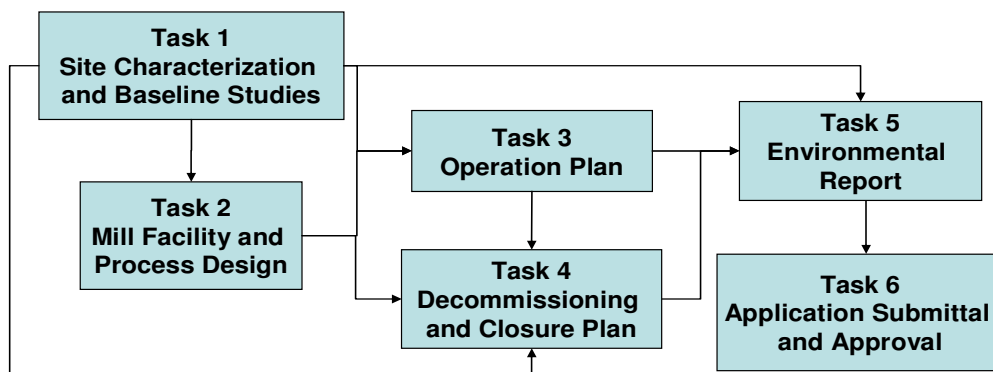 Task 1
Site Characterization
and Baseline Studies
Task 2
Mill Facility and
Process Design
Task 3
Operation Plan
Task 4
Decommissioning
and Closure Plan
Task 5
Environmental
Report
Task 6
Application Submittal
and Approval